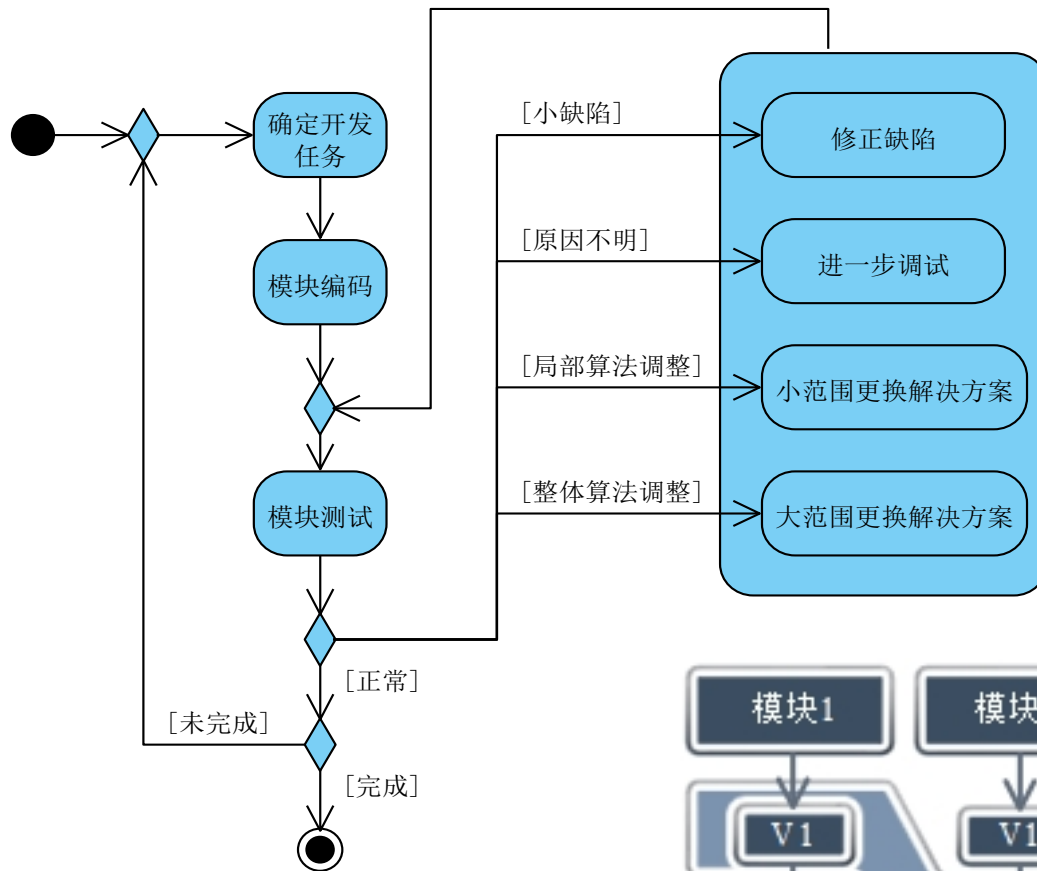 确定开发
任务
[小缺陷]
修正缺陷
[原因不明]
进一步调试
模块编码
[局部算法调整]
小范围更换解决方案
[整体算法调整]
大范围更换解决方案
模块测试
[正常]
[未完成]
[完成]
模块1
模块
V1
V1